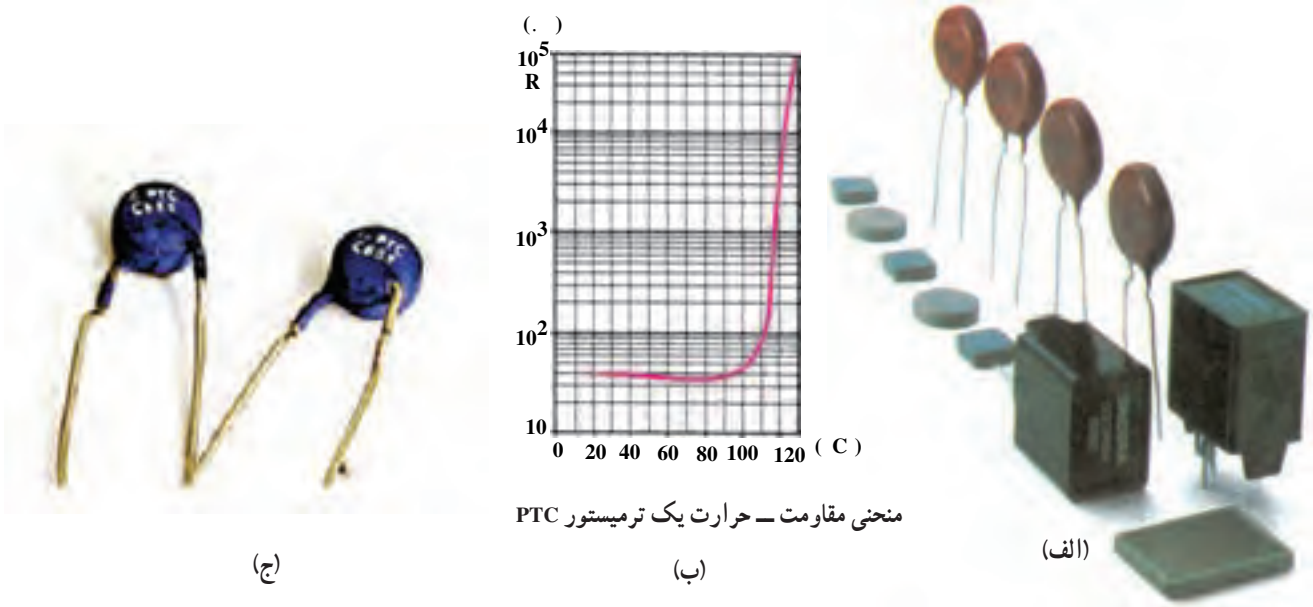 ( . )
10⁵
R
10⁴
10³
10²
10
0 20 40 60 80 100 120 ( C )
منحنی مقاومت ــ حرارت یک ترمیستور PTC
(الف)
(ب)
(ج)
PTC
PTC